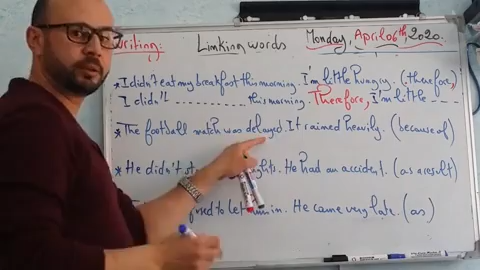 Writing: Linking words Monday, April 06th, 2020.
* I didn't eat my breakfast this morning. I'm little hungry. (therefore,)
I didn't ........... this morning. Therefore, I'm little ....
* The football match was delayed. It rained heavily. (because of)
* He didn't st ghts. He had an accident. (as a result)
to let in. He came very late. (as)